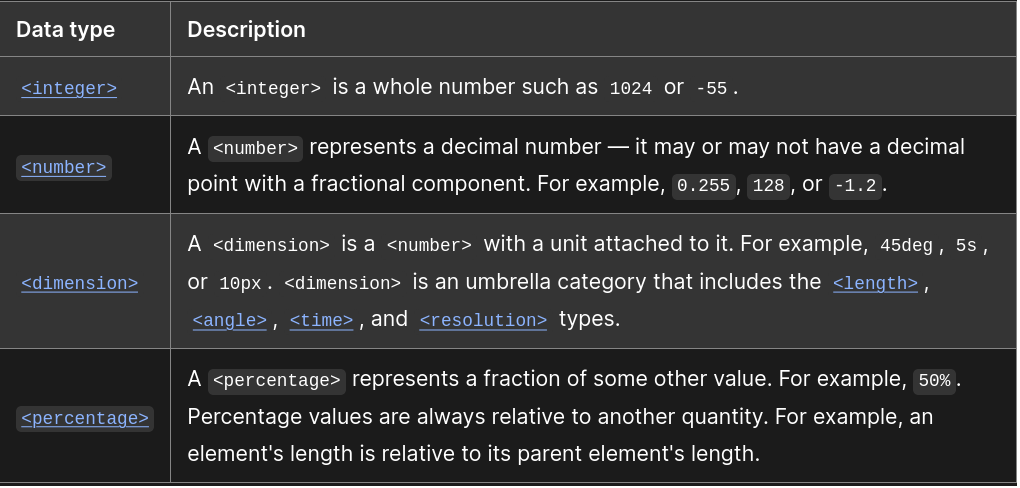 Data type Description
<integer> An <integer> is a whole number such as 1024 or -55.
A <number> represents a decimal number — it may or may not have a decimal
<number>
point with a fractional component. For example, 0.255, 128, or -1.2.
A <dimension> is a <number> with a unit attached to it. For example, 45deg, 5s,
<dimension> or 10px. <dimension> is an umbrella category that includes the <length>,
<angle>, <time>, and <resolution> types.
A <percentage> represents a fraction of some other value. For example, 50%.
<percentage> Percentage values are always relative to another quantity. For example, an
element's length is relative to its parent element's length.